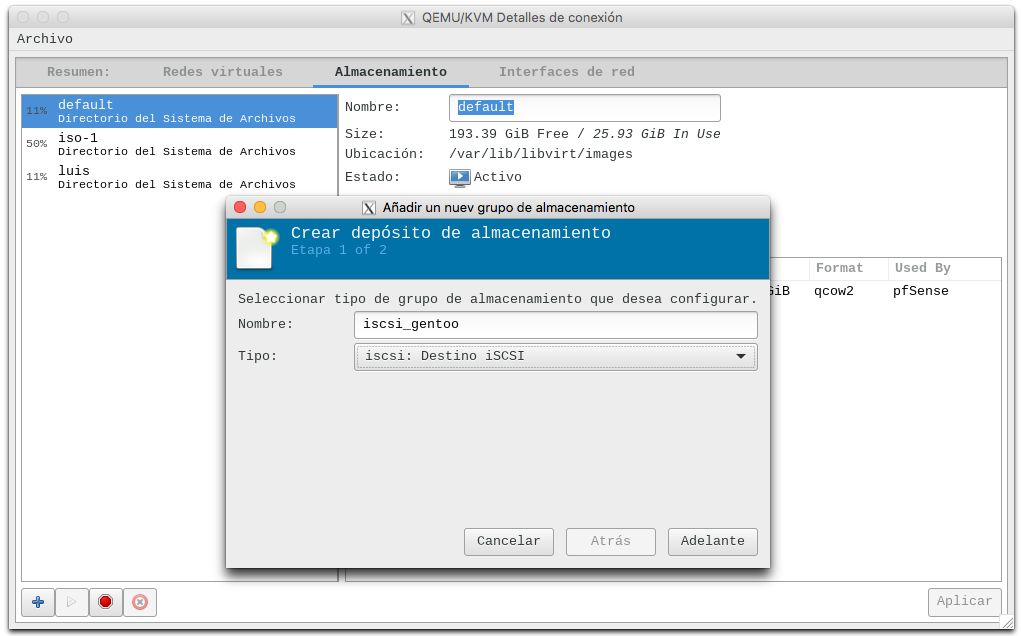 QEMU/KVM Detalles de conexión
Archivo
Resumen: Redes virtuales Almacenamiento Interfaces de red
11% default
Directorio del Sistema de Archivos
50% iso-1
Directorio del Sistema de Archivos
11% luis
Directorio del Sistema de Archivos
Nombre: default
Size: 193.39 GiB Free / 25.93 GiB In Use
Ubicación: /var/lib/libvirt/images
Estado: Activo
Format Used By
GiB qcow2 pfSense
Añadir un nuev grupo de almacenamiento
Crear depósito de almacenamiento
Etapa 1 of 2
Seleccionar tipo de grupo de almacenamiento que desea configurar.
Nombre: iscsi_gentoo
Tipo: iscsi: Destino iSCSI
Cancelar Atrás Adelante
Aplicar